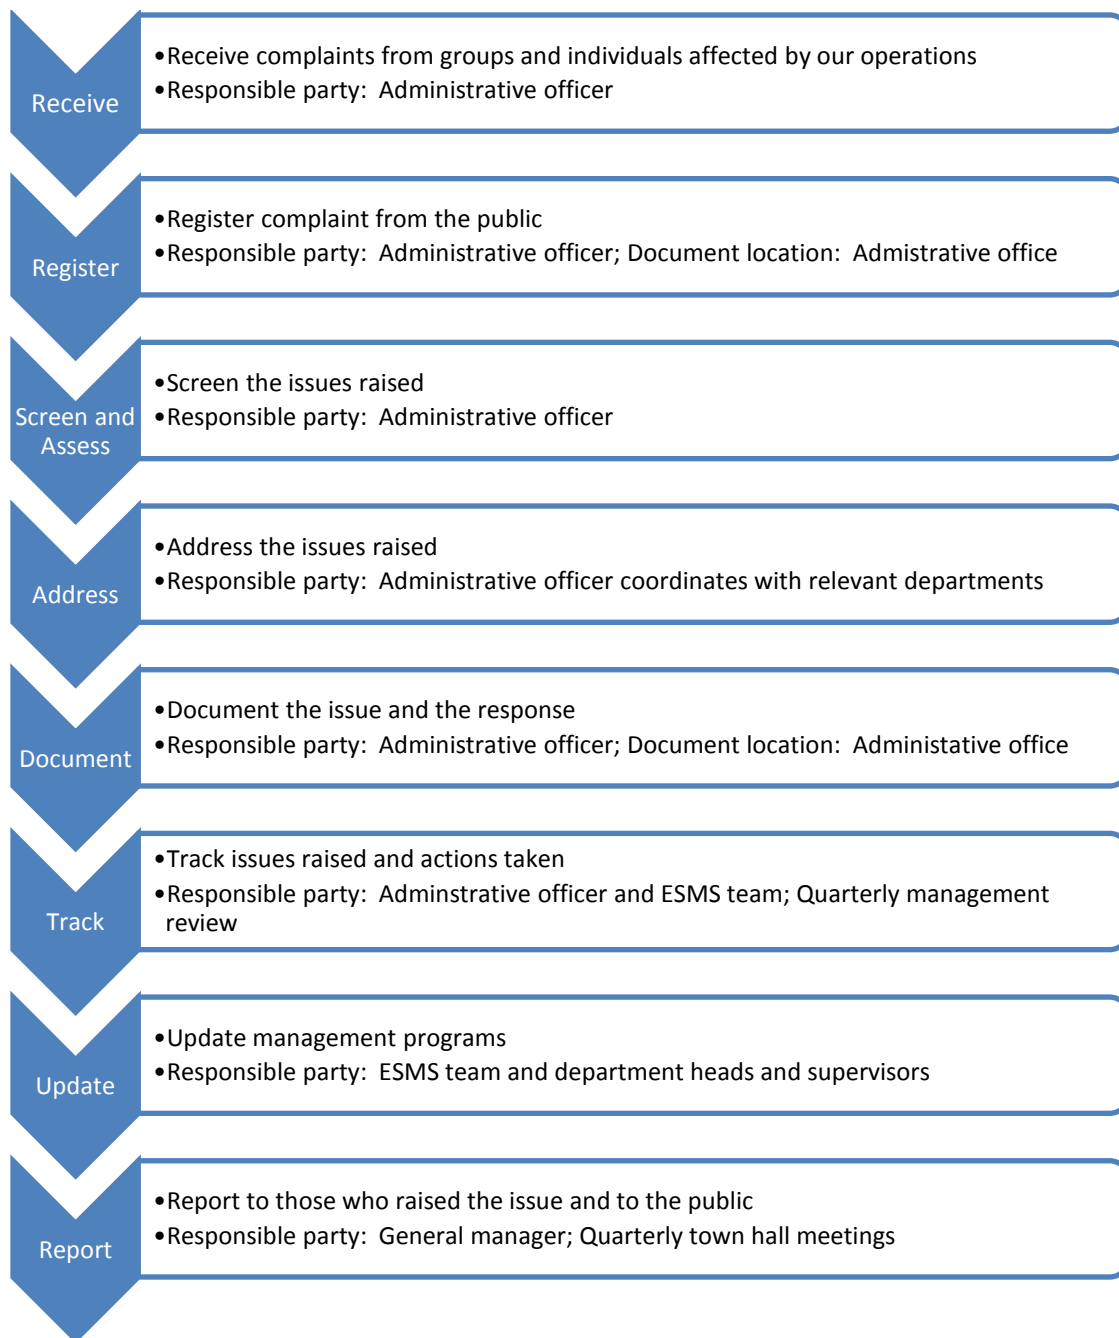 Receive
•Receive complaints from groups and individuals affected by our operations
•Responsible party:  Administrative officer
Register
•Register complaint from the public
•Responsible party:  Administrative officer; Document location:  Admistrative office
Screen and
Assess
•Screen the issues raised
•Responsible party:  Administrative officer
Address
•Address the issues raised
•Responsible party:  Administrative officer coordinates with relevant departments
Document
•Document the issue and the response
•Responsible party:  Administrative officer; Document location:  Administative office
Track
•Track issues raised and actions taken
•Responsible party:  Adminstrative officer and ESMS team; Quarterly management
review
Update
•Update management programs
•Responsible party:  ESMS team and department heads and supervisors
Report
•Report to those who raised the issue and to the public
•Responsible party:  General manager; Quarterly town hall meetings